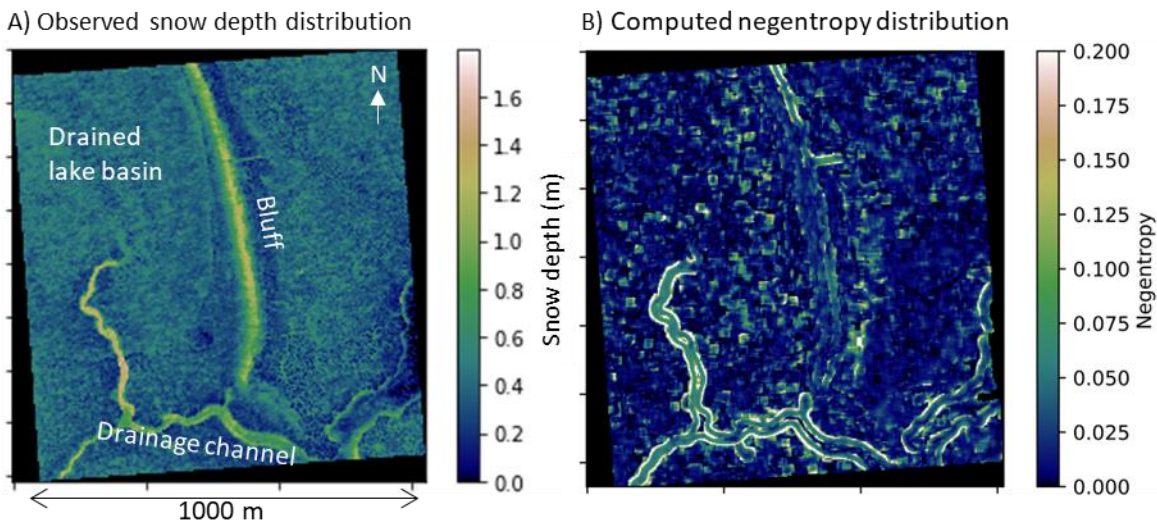 A) Observed snow depth distribution
N
Drained
lake basin
Bluff
Drainage channel
1000 m
1.6
1.4
1.2
1.0
0.8
0.6
0.4
0.2
0.0
Snow depth (m)
B) Computed negentropy distribution
0.200
0.175
0.150
0.125
0.100
0.075
0.050
0.025
0.000
Negentropy